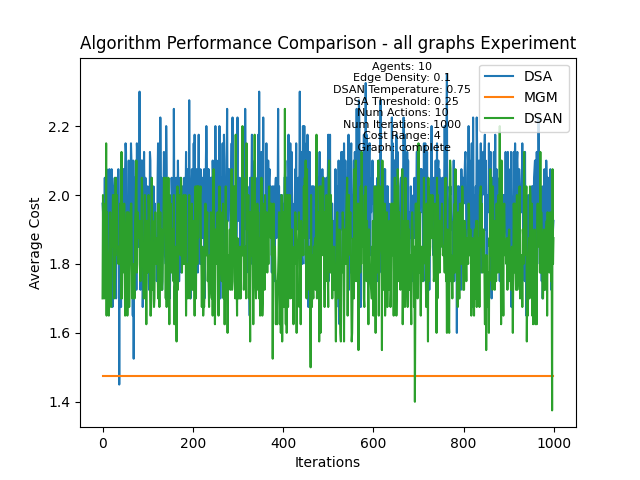 Algorithm Performance Comparison - all graphs Experiment
Agents: 10
Edge Density: 0.1
DSAN Temperature: 0.75
DSA Threshold: 0.25
Num Actions: 10
Num Iterations: 1000
Cost Range: 4
Graph: complete
DSA
MGM
DSAN
Average Cost
2.2
2.0
1.8
1.6
1.4
0
200
400
600
800
1000
Iterations